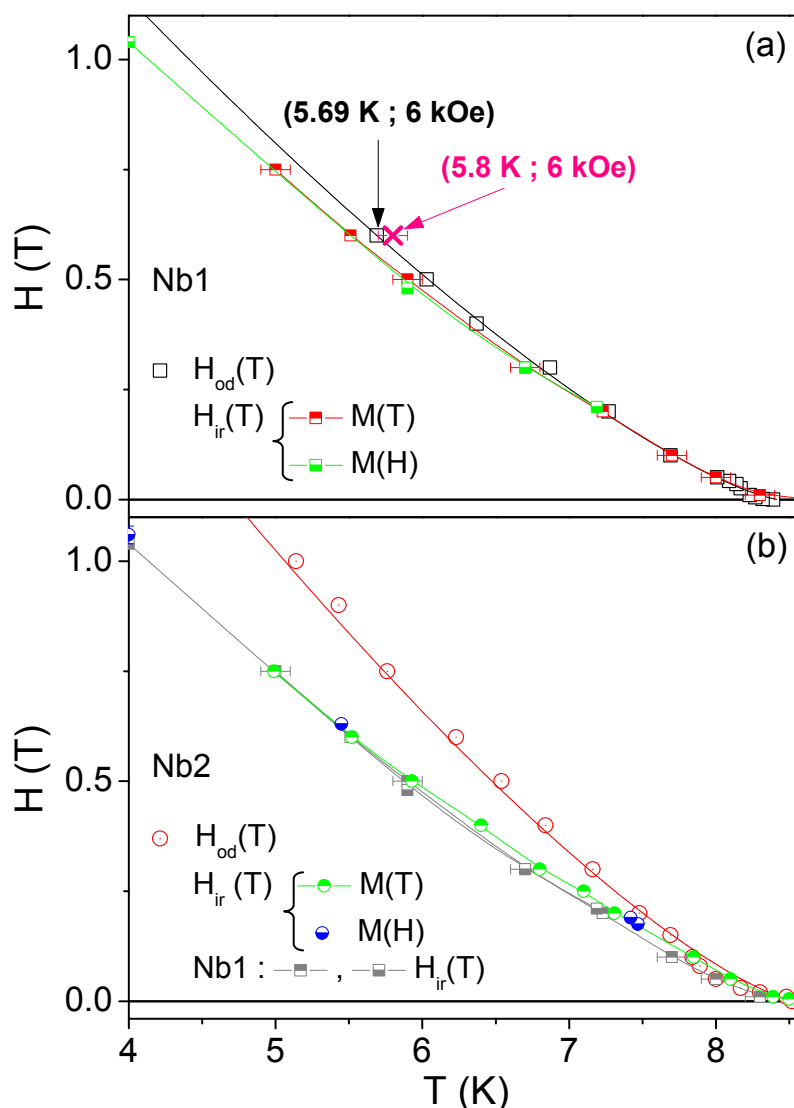 (a)
1.0
(5.69 K ; 6 kOe)
(5.8 K ; 6 kOe)
H (T)
0.5
Nb1
H_od(T)
H_ir(T) { M(T)
M(H)
0.0
(b)
1.0
H (T)
Nb2
0.5
H_od(T)
H_ir (T) { M(T)
M(H)
Nb1 : , H_ir(T)
0.0
4 5 6 7 8
T (K)